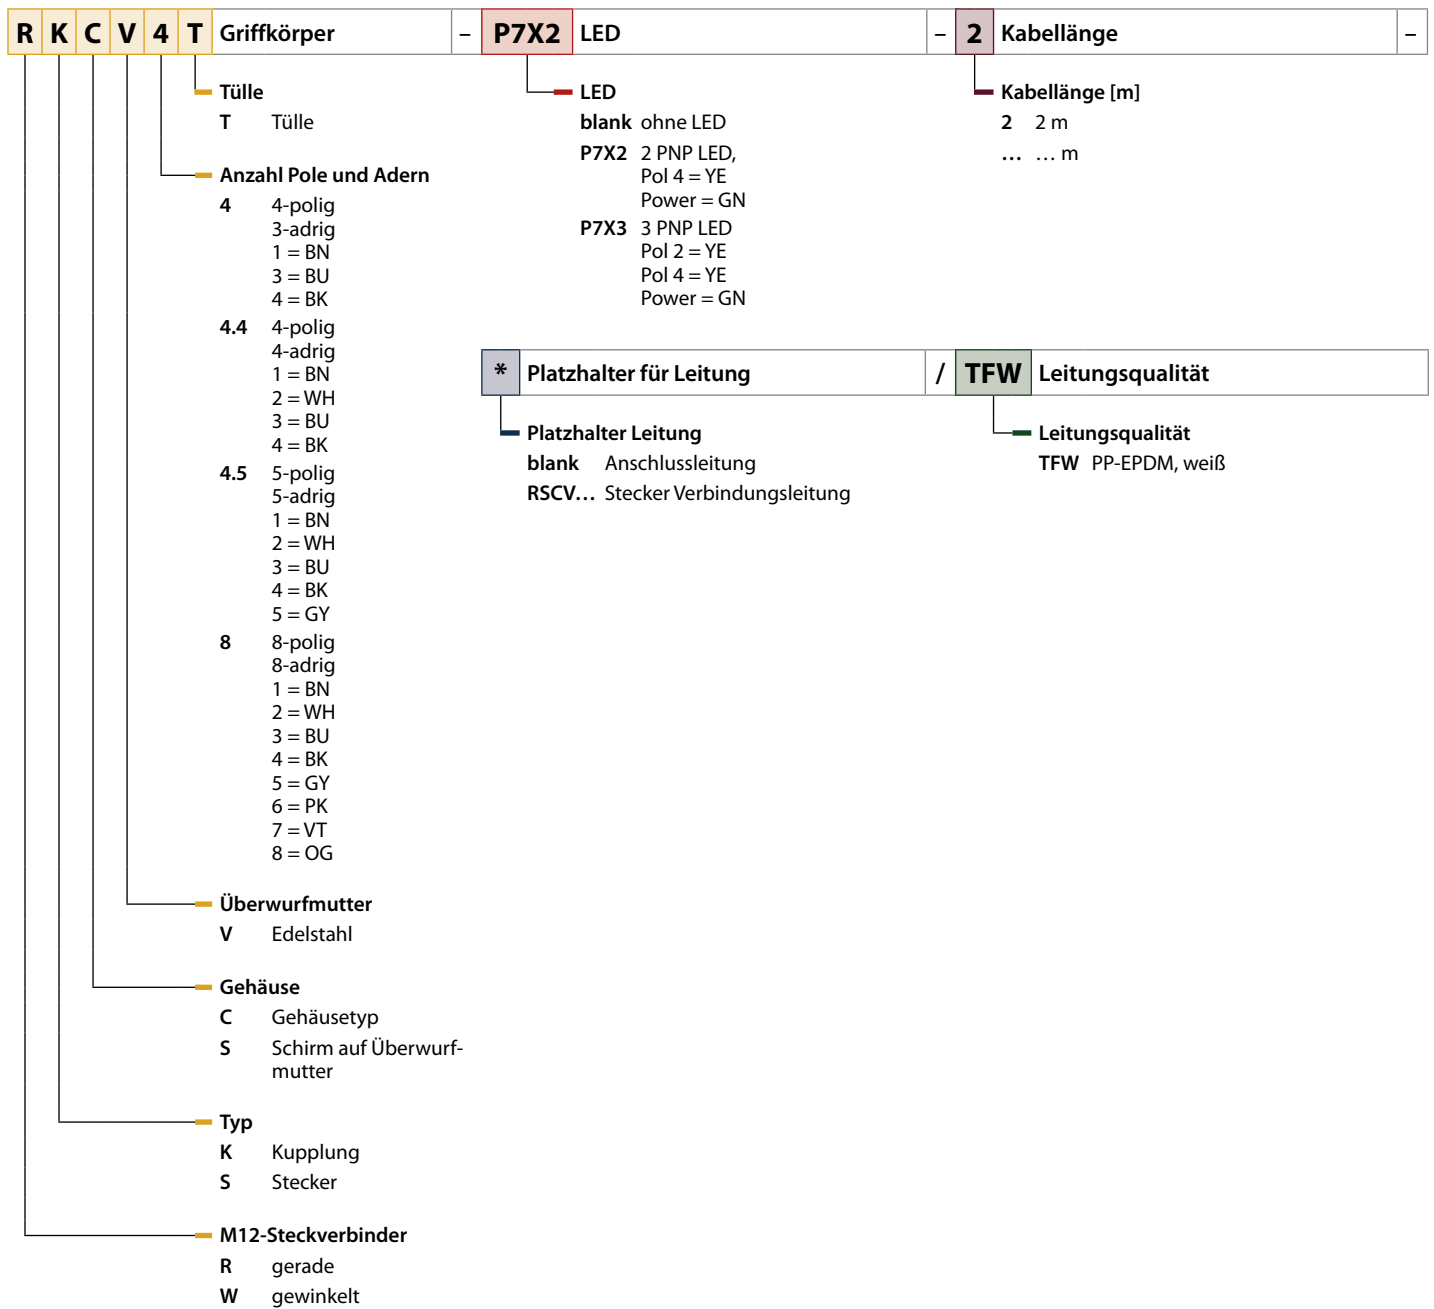 R K C V 4 T Griffkörper – P7X2 LED – 2 Kabellänge –
Tülle
T Tülle
Anzahl Pole und Adern
4 4-polig
3-adrig
1 = BN
3 = BU
4 = BK
4.4 4-polig
4-adrig
1 = BN
2 = WH
3 = BU
4 = BK
4.5 5-polig
5-adrig
1 = BN
2 = WH
3 = BU
4 = BK
5 = GY
8 8-polig
8-adrig
1 = BN
2 = WH
3 = BU
4 = BK
5 = GY
6 = PK
7 = VT
8 = OG
Überwurfmutter
V Edelstahl
Gehäuse
C Gehäusetyp
S Schirm auf Überwurf-
mutter
Typ
K Kupplung
S Stecker
M12-Steckverbinder
R gerade
W gewinkelt
LED
blank ohne LED
P7X2 2 PNP LED,
Pol 4 = YE
Power = GN
P7X3 3 PNP LED
Pol 2 = YE
Pol 4 = YE
Power = GN
Kabellänge [m]
2 2 m
… … m
* Platzhalter für Leitung / TFW Leitungsqualität
Platzhalter Leitung
blank Anschlussleitung
RSCV… Stecker Verbindungsleitung
Leitungsqualität
TFW PP-EPDM, weiß